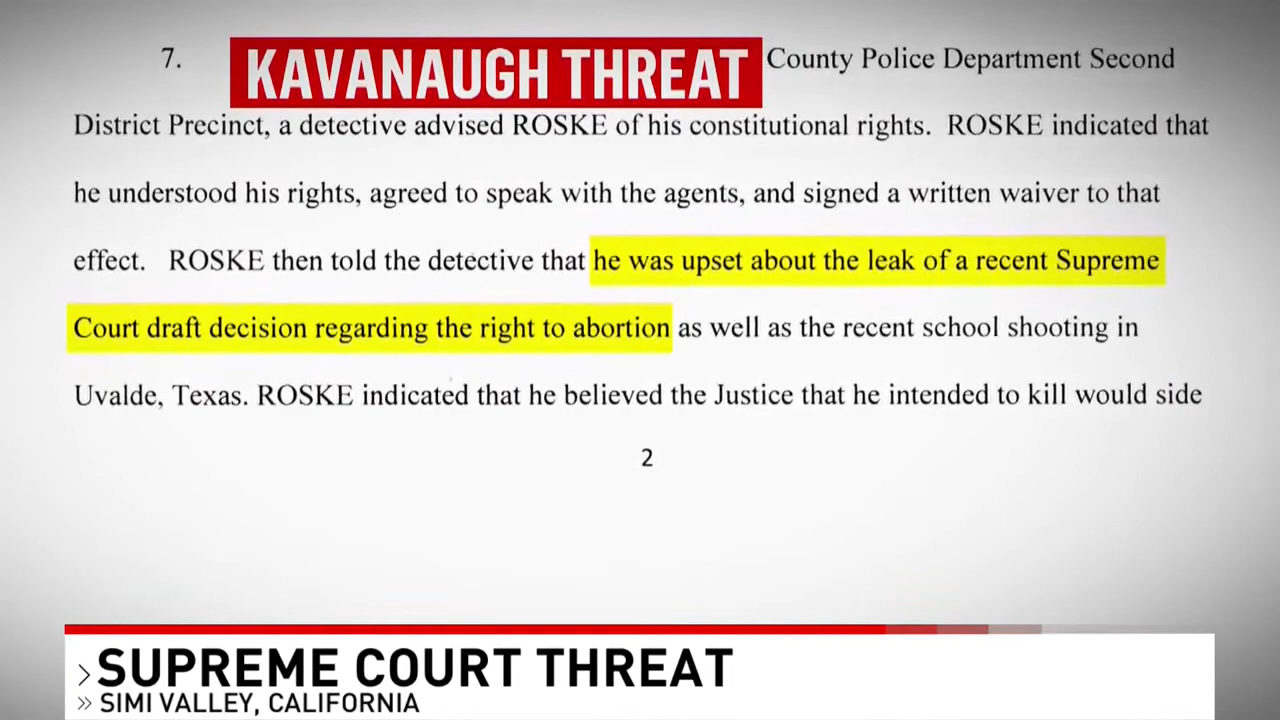 7. KAVANAUGH THREAT County Police Department Second
District Precinct, a detective advised ROSKE of his constitutional rights. ROSKE indicated that
he understood his rights, agreed to speak with the agents, and signed a written waiver to that
effect. ROSKE then told the detective that he was upset about the leak of a recent Supreme
Court draft decision regarding the right to abortion as well as the recent school shooting in
Uvalde, Texas. ROSKE indicated that he believed the Justice that he intended to kill would side
2
>SUPREME COURT THREAT
» SIMI VALLEY, CALIFORNIA